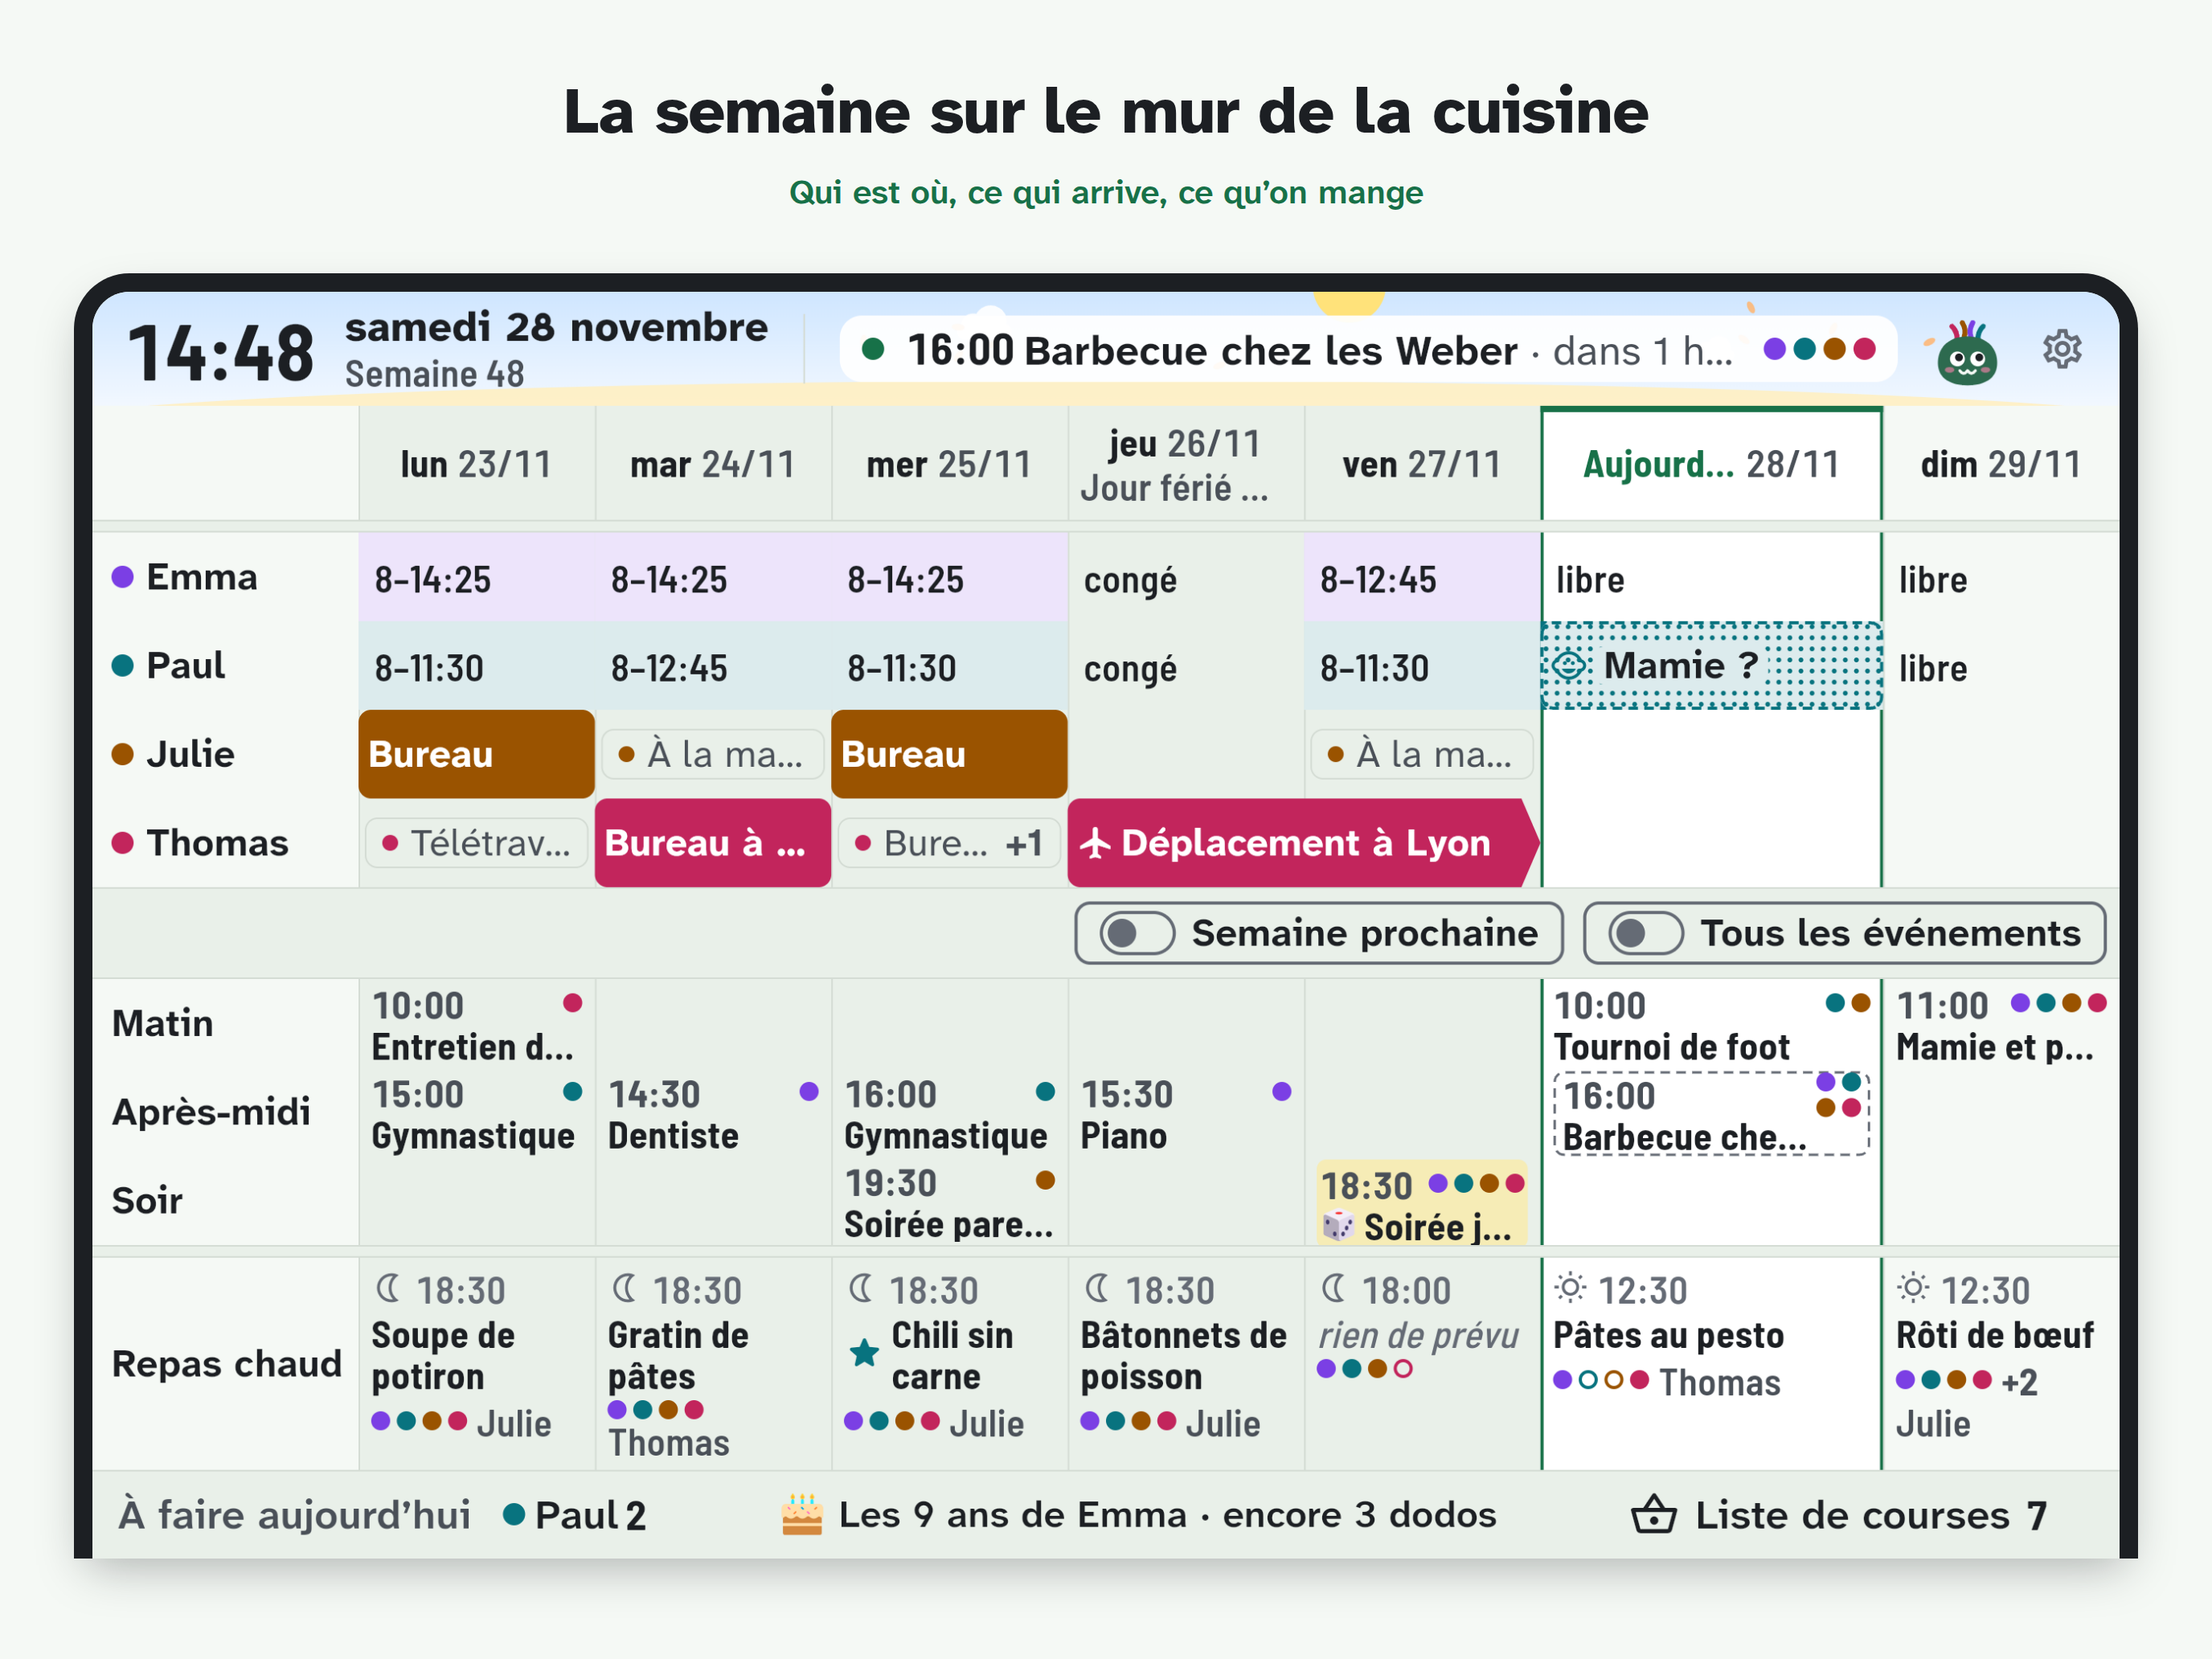 La semaine sur le mur de la cuisine
Qui est où, ce qui arrive, ce qu’on mange
14:48
samedi 28 novembre
Semaine 48
16:00 Barbecue chez les Weber · dans 1 h…
lun 23/11
mar 24/11
mer 25/11
jeu 26/11
Jour férié …
ven 27/11
Aujourd… 28/11
dim 29/11
Emma
8–14:25
8–14:25
8–14:25
congé
8–12:45
libre
libre
Paul
8–11:30
8–12:45
8–11:30
congé
8–11:30
Mamie ?
libre
Julie
Bureau
À la ma…
Bureau
À la ma…
Thomas
Télétrav…
Bureau à …
Bure… +1
Déplacement à Lyon
Semaine prochaine
Tous les événements
Matin
10:00
Entretien d…
10:00
Tournoi de foot
11:00
Mamie et p…
Après-midi
15:00
Gymnastique
14:30
Dentiste
16:00
Gymnastique
15:30
Piano
16:00
Barbecue che…
Soir
19:30
Soirée pare…
18:30
Soirée j…
Repas chaud
18:30
Soupe de
potiron
Julie
18:30
Gratin de
pâtes
Thomas
18:30
Chili sin
carne
Julie
18:30
Bâtonnets de
poisson
Julie
18:00
rien de prévu
12:30
Pâtes au pesto
Thomas
12:30
Rôti de bœuf
+2
Julie
À faire aujourd’hui
Paul 2
Les 9 ans de Emma · encore 3 dodos
Liste de courses 7